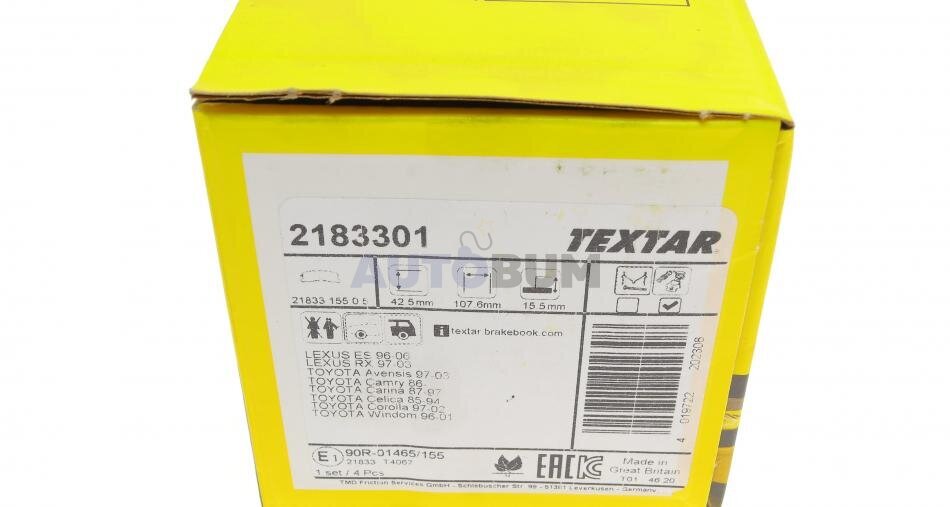 2183301
TEXTAR
AUTOBUM
21833 155 0 5
42.5mm
107.6mm
15.5mm
textar brakebook.com
LEXUS ES 96-06
LEXUS RX 97-03
TOYOTA Avensis 97-03
TOYOTA Camry 86-
TOYOTA Carina 87-97
TOYOTA Celica 85-94
TOYOTA Corolla 97-02
TOYOTA Windom 96-01
4 019722 202308
E1 90R-01465/155
21833 T4067
1 set / 4 Pcs
EAC
Made in
Great Britain
T01 46 20
TMD Friction Services GmbH - Schlebuscher Str. 99 - 51381 Leverkusen - Germany